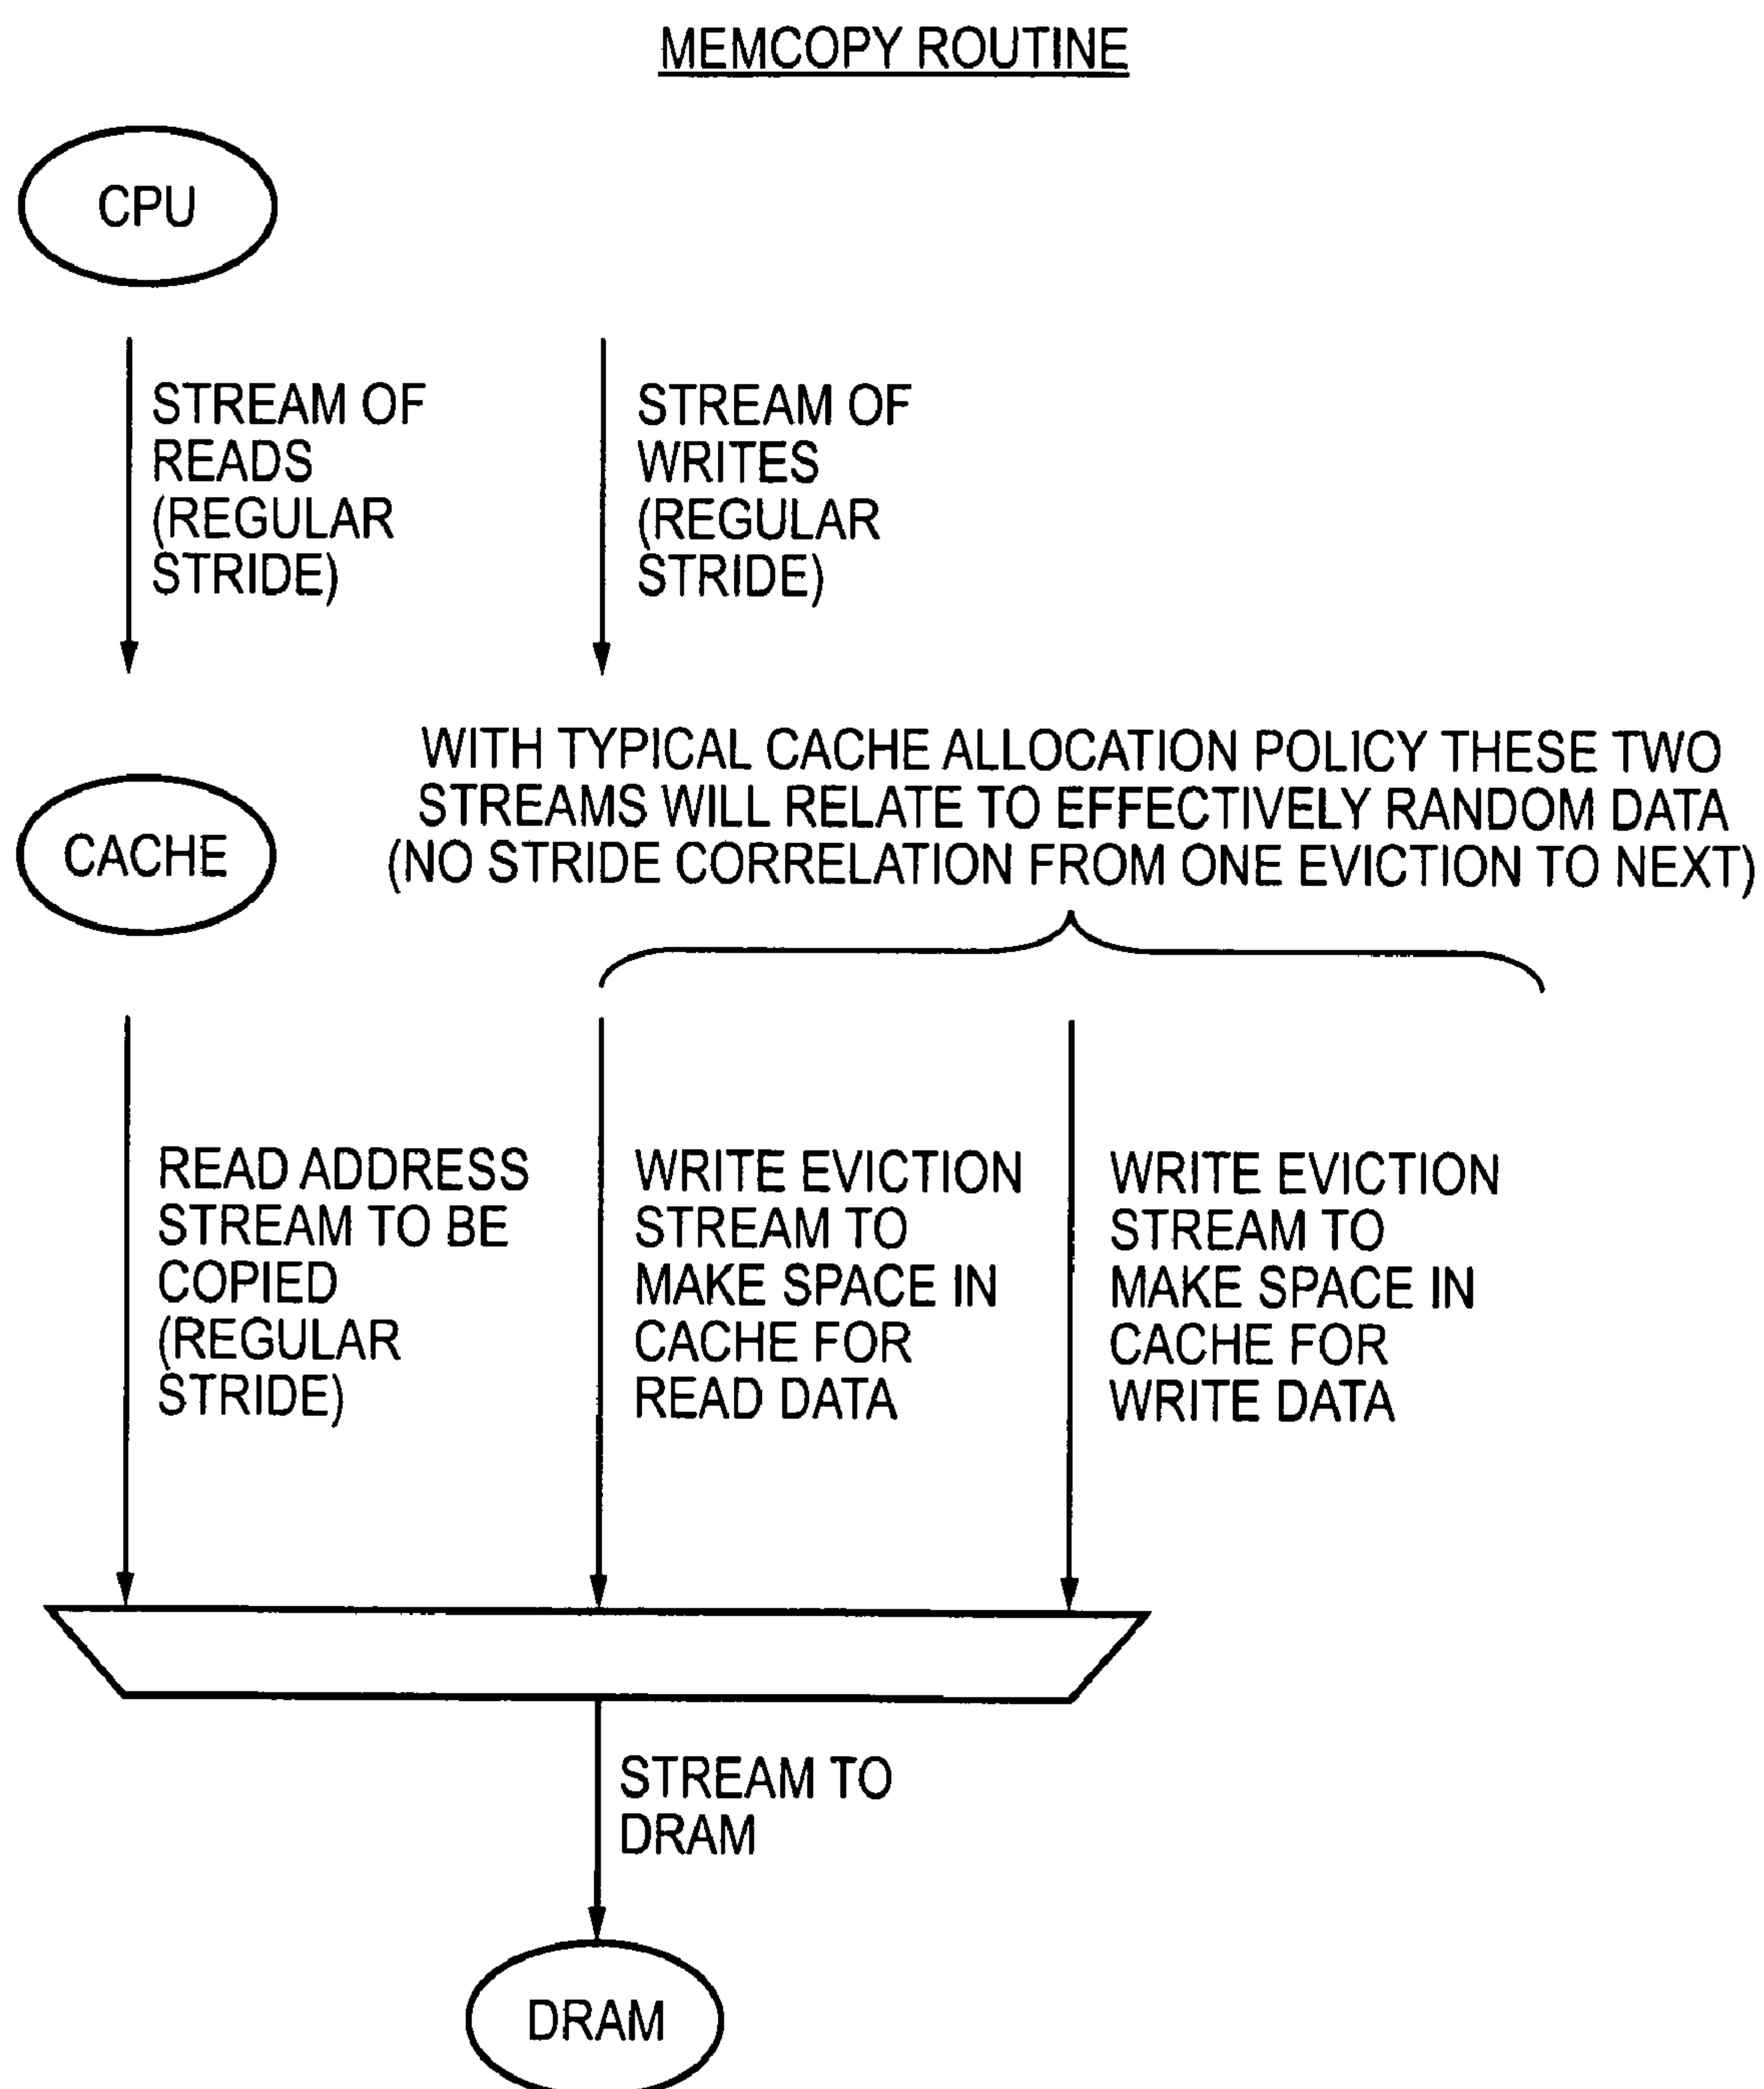 MEMCOPY ROUTINE
CPU
STREAM OF
READS
(REGULAR
STRIDE)
STREAM OF
WRITES
(REGULAR
STRIDE)
WITH TYPICAL CACHE ALLOCATION POLICY THESE TWO
STREAMS WILL RELATE TO EFFECTIVELY RANDOM DATA
(NO STRIDE CORRELATION FROM ONE EVICTION TO NEXT)
CACHE
READ ADDRESS
STREAM TO BE
COPIED
(REGULAR
STRIDE)
WRITE EVICTION
STREAM TO
MAKE SPACE IN
CACHE FOR
READ DATA
WRITE EVICTION
STREAM TO
MAKE SPACE IN
CACHE FOR
WRITE DATA
STREAM TO
DRAM
DRAM